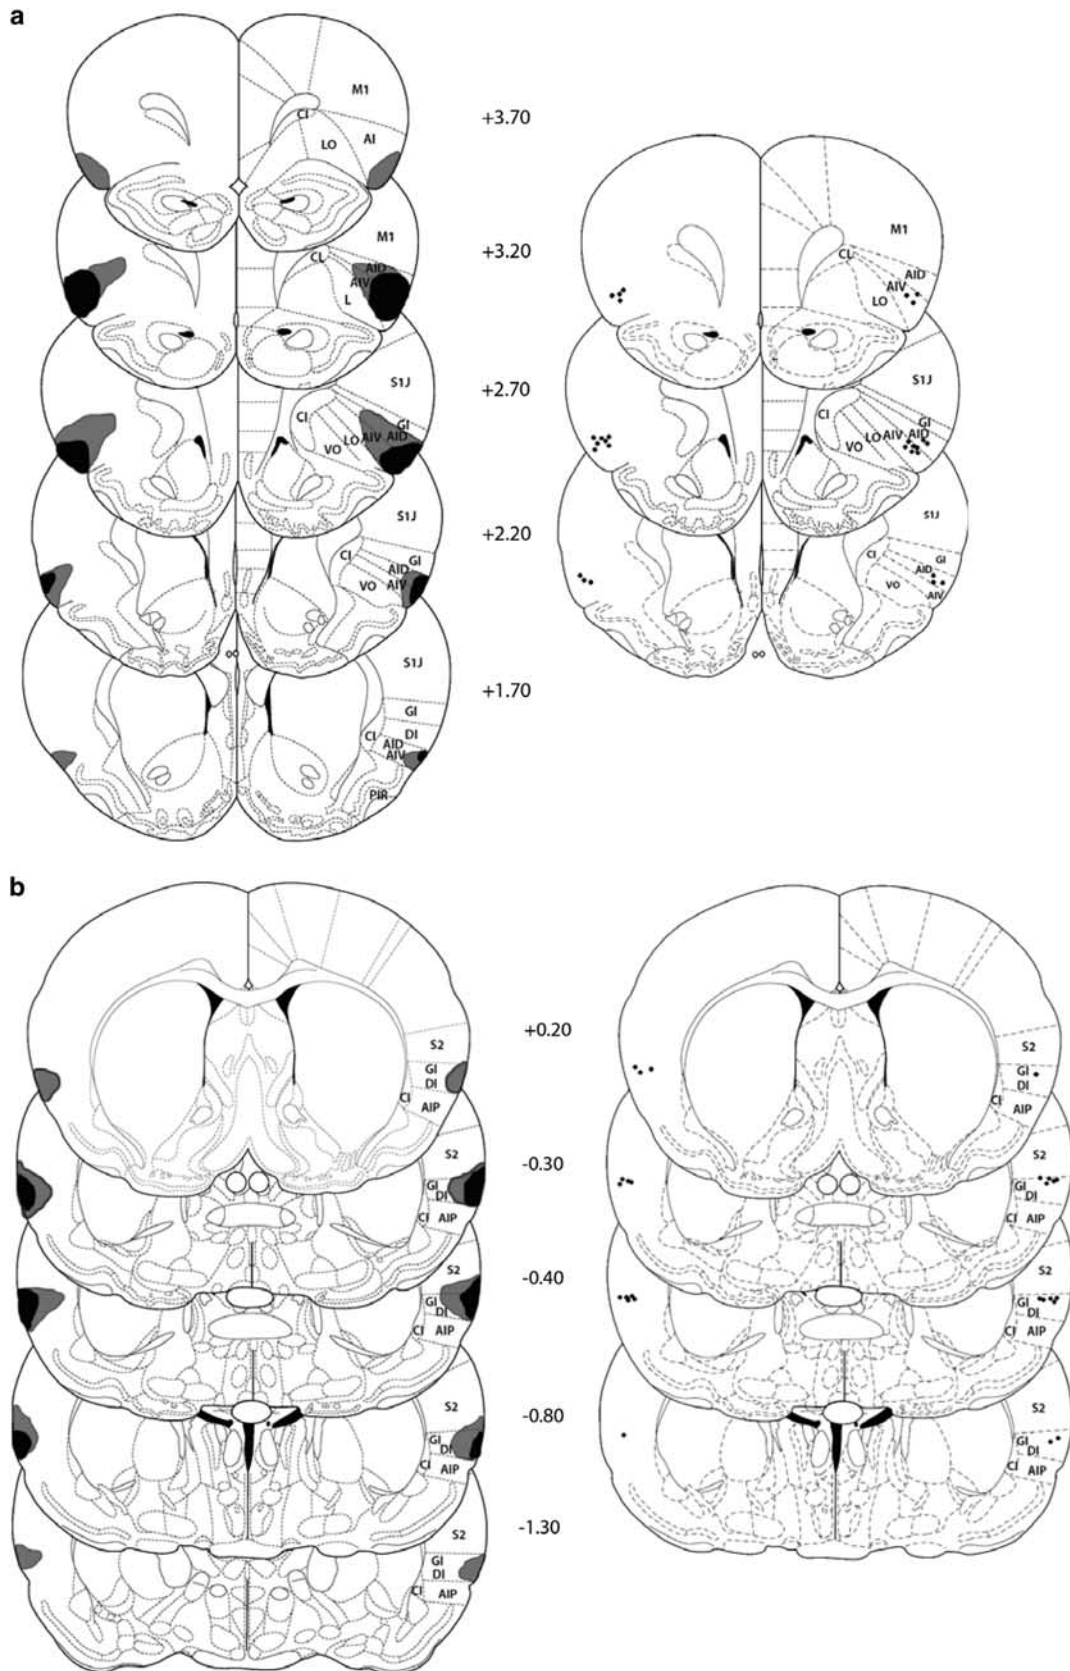 a
M1
CI
+3.70
LO
AI
M1
+3.20
CL
AID
AIV
L
M1
CL
AID
AIV
LO
S1J
+2.70
CI
GI
LO AIV AID
VO
S1J
CI
GI
LO AIV AID
VO
S1J
+2.20
CI
GI
AID
VO
AIV
S1J
CI
GI
AID
VO
AIV
S1J
+1.70
GI
DI
CI
AID
AIV
PIR
b
+0.20
S2
GI
DI
CI
AIP
S2
GI
DI
CI
AIP
-0.30
S2
GI
DI
CI
AIP
S2
GI
DI
CI
AIP
-0.40
S2
GI
DI
CI
AIP
S2
GI
DI
CI
AIP
-0.80
S2
GI
DI
CI
AIP
S2
GI
DI
CI
AIP
-1.30
S2
GI
DI
CI
AIP